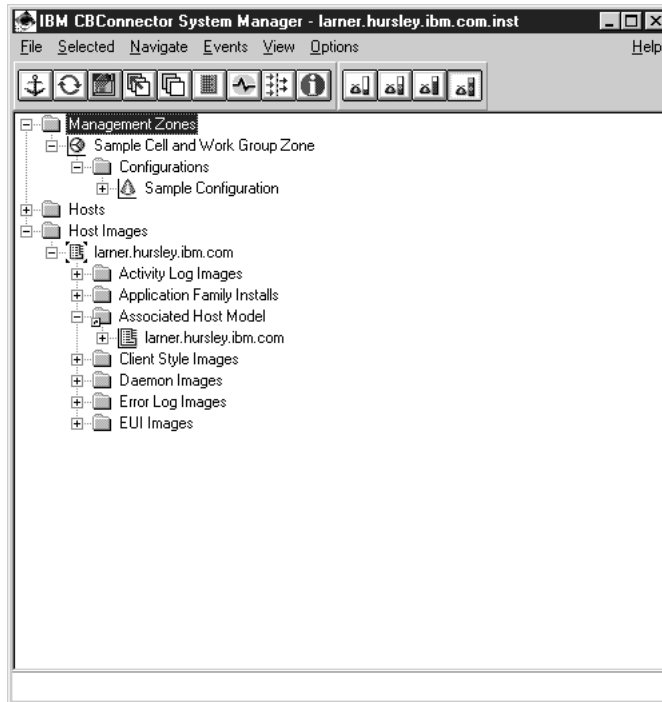 IBM CBConnector System Manager - larner.hursley.ibm.com.inst
File Selected Navigate Events View Options Help
Management Zones
Sample Cell and Work Group Zone
Configurations
Sample Configuration
Hosts
Host Images
larner.hursley.ibm.com
Activity Log Images
Application Family Installs
Associated Host Model
larner.hursley.ibm.com
Client Style Images
Daemon Images
Error Log Images
EUI Images